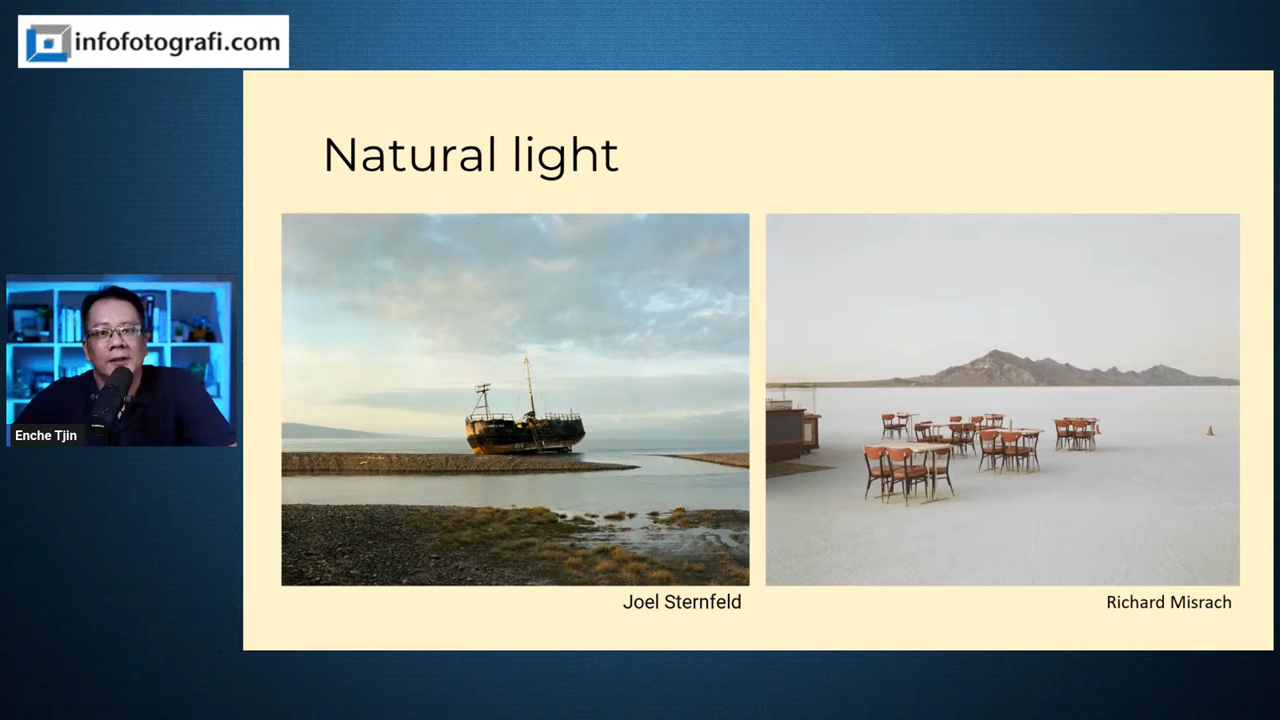 infofotografi.com
Natural light
Enche Tjin
Joel Sternfeld
Richard Misrach